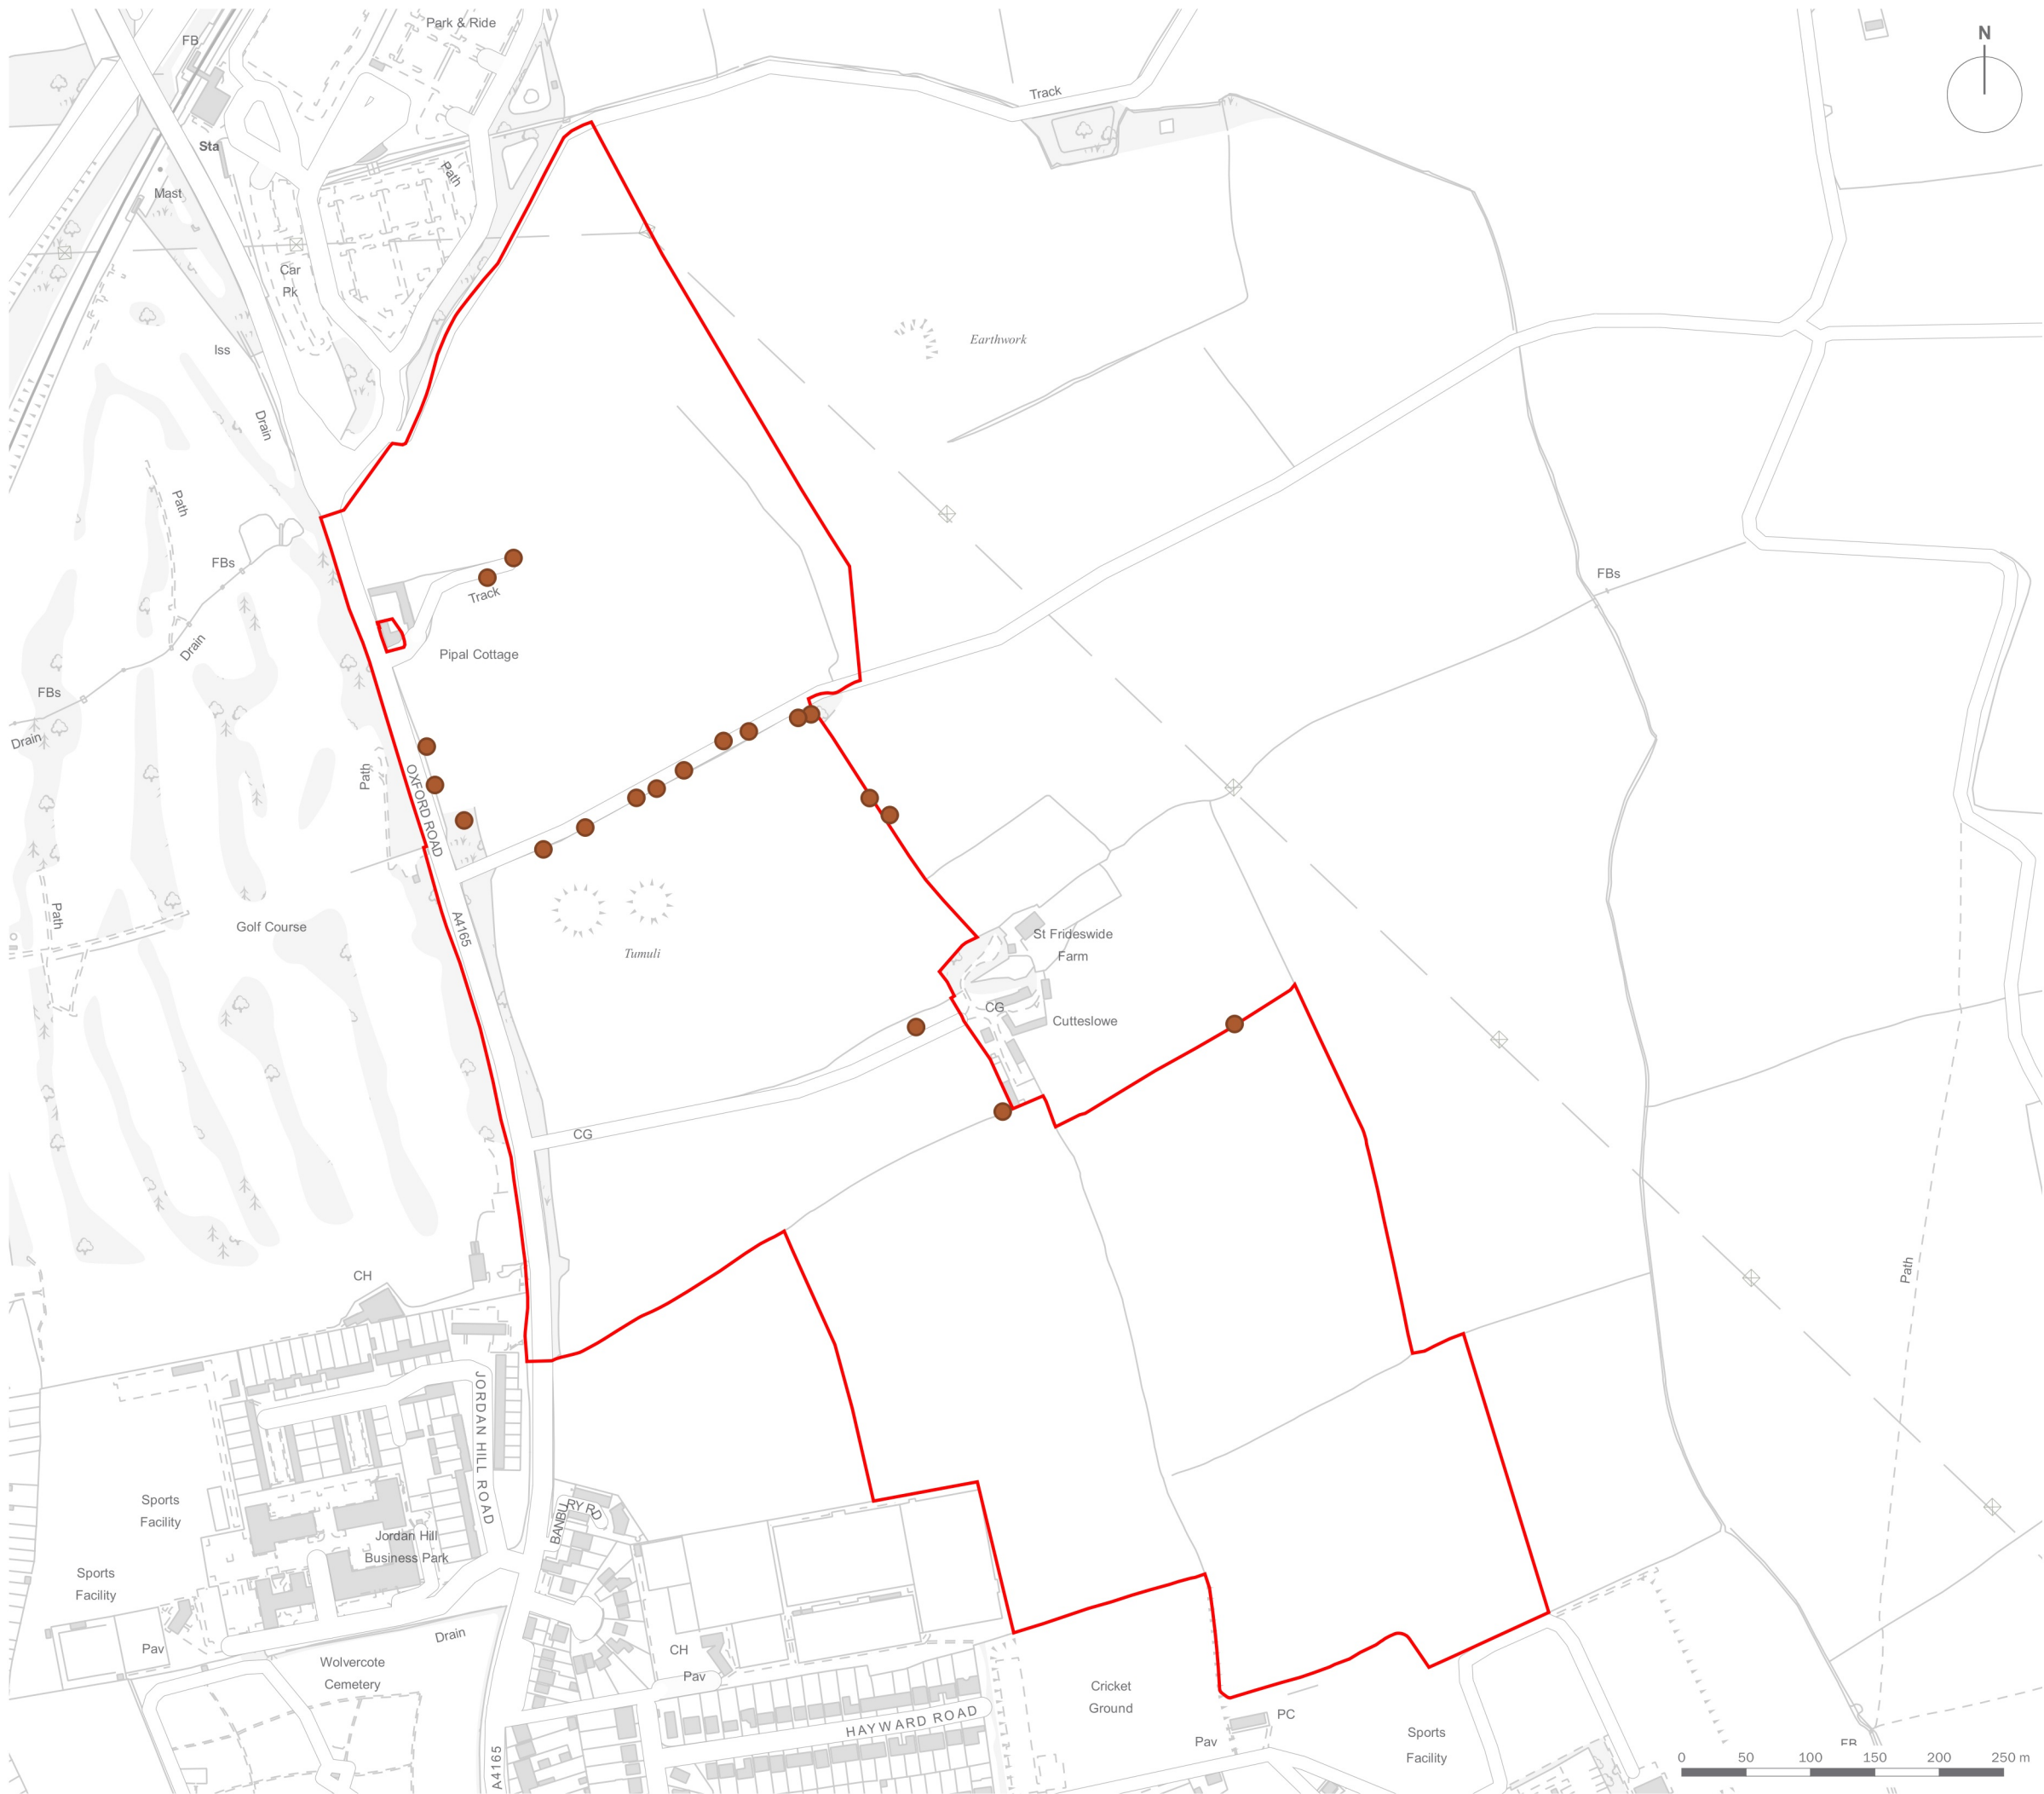 Park & Ride
FB
N
Track
Sta
Path
Mast
Car
Pk
Earthwork
Iss
Drain
Path
FBs
FBs
Track
Drain
Pipal Cottage
FBs
Drain
Path
OXFORD ROAD
Path
A4165
Golf Course
Tumuli
St Frideswide
Farm
CG
Cutteslowe
CG
Path
CH
JORDAN HILL ROAD
Sports
Facility
BANBURY RD
Jordan Hill
Business Park
Sports
Facility
Pav
Drain
Wolvercote
Cemetery
CH
Pav
Cricket
Ground
HAYWARD ROAD
PC
Pav
Sports
Facility
A4165
FB
0 50 100 150 200 250 m